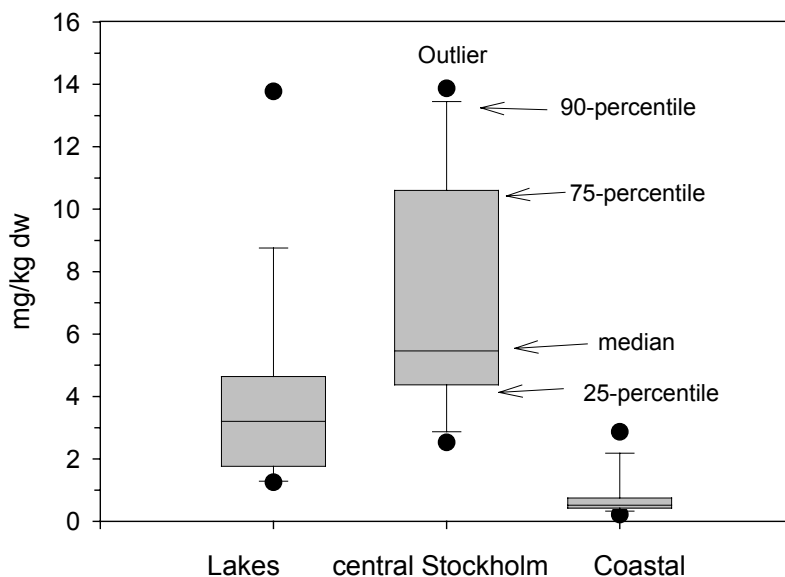 16
Outlier
14
90-percentile
12
75-percentile
10
mg/kg dw
8
6
median
4
25-percentile
2
0
Lakes central Stockholm Coastal